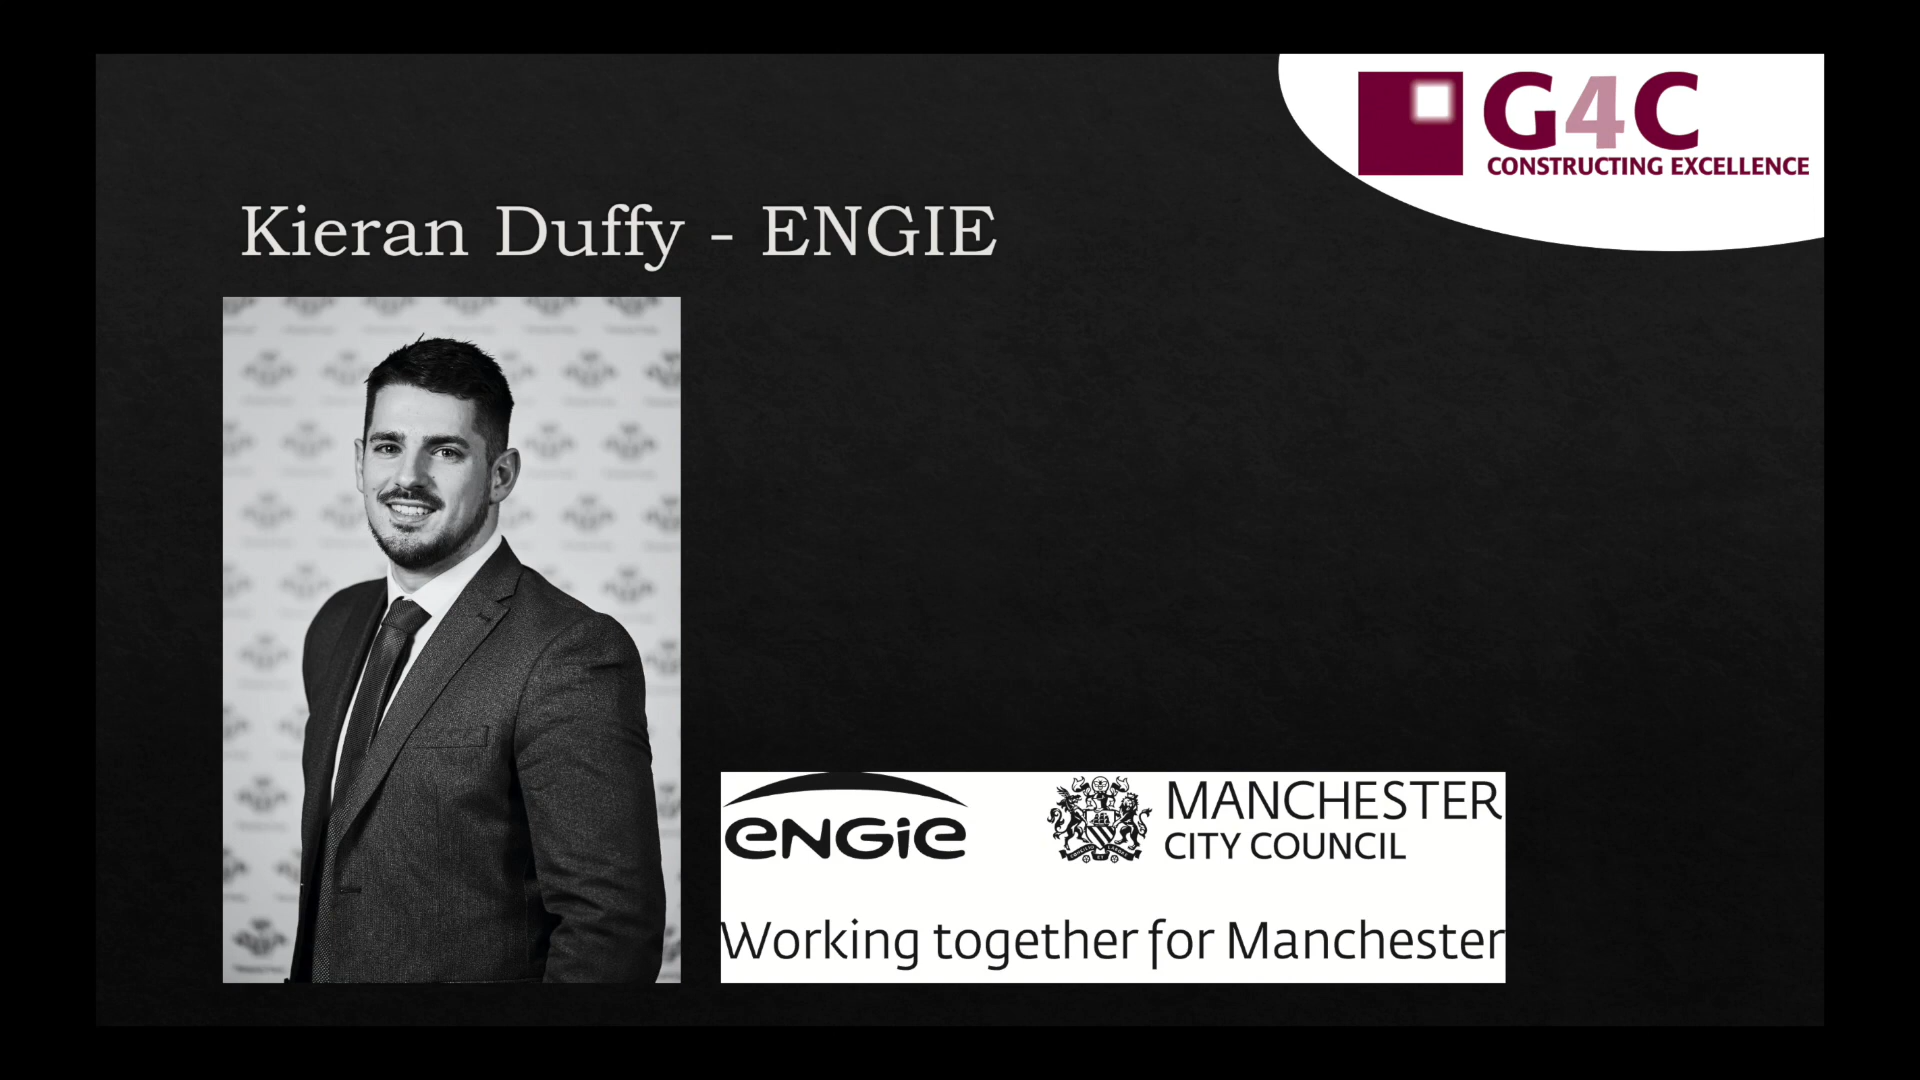 G4C
CONSTRUCTING EXCELLENCE
Kieran Duffy - ENGIE
eNGie
MANCHESTER
CITY COUNCIL
Working together for Manchester